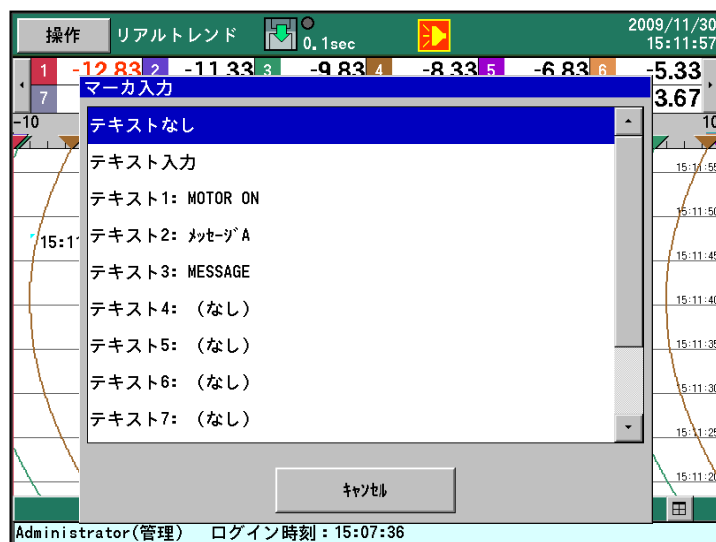 操作 リアルトレンド 0.1sec 2009/11/30
15:11:57
1 -12.83 2 -11.33 3 -9.83 4 -8.33 5 -6.83 6 -5.33
7 3.67
マーカ入力
-10 10
テキストなし
テキスト入力
テキスト1: MOTOR ON
テキスト2: ﾒｯｾｰｼﾞA
テキスト3: MESSAGE
テキスト4: (なし)
テキスト5: (なし)
テキスト6: (なし)
テキスト7: (なし)
15:11:55
15:11:50
15:1
15:11:45
15:11:40
15:11:35
15:11:30
15:11:25
15:11:20
ｷｬﾝｾﾙ
Administrator(管理) ログイン時刻:15:07:36